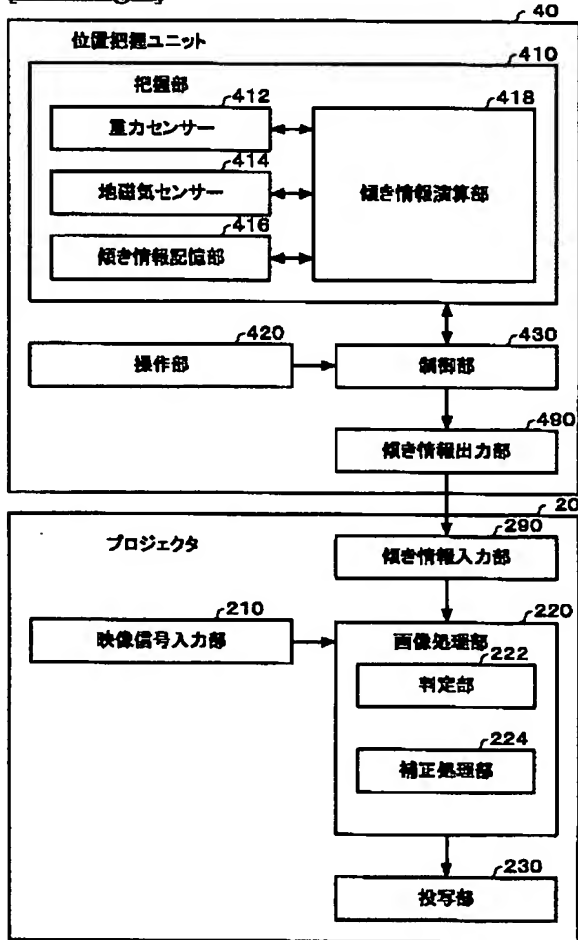 40
位置把握ユニット
410
把握部
412
重力センサー
418
414
地磁気センサー
傾き情報演算部
416
傾き情報記憶部
420
操作部
430
制御部
490
傾き情報出力部
20
プロジェクタ
290
傾き情報入力部
210
映像信号入力部
220
画像処理部
222
判定部
224
補正処理部
230
投写部